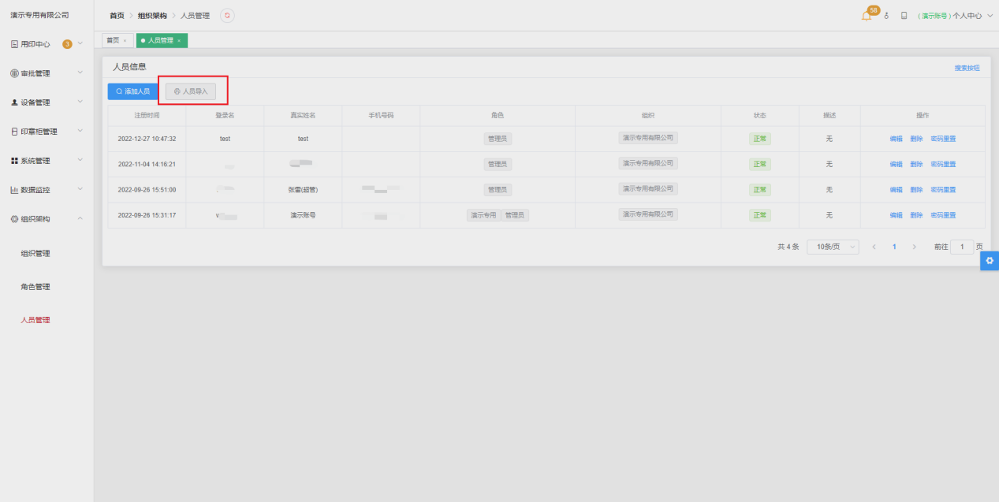 演示专用有限公司
用印中心 3
审批管理
设备管理
印章柜管理
系统管理
数据监控
组织架构
组织管理
角色管理
人员管理
首页 > 组织架构 > 人员管理
58 (演示账号)个人中心
首页 × ● 人员管理 ×
人员信息
搜索按钮
添加人员 人员导入
注册时间 登录名 真实姓名 手机号码 角色 组织 状态 描述 操作
2022-12-27 10:47:32 test test 管理员 演示专用有限公司 正常 无 编辑 删除 密码重置
2022-11-04 14:16:21 管理员 演示专用有限公司 正常 无 编辑 删除 密码重置
2022-09-26 15:51:00 张雷(超管) 管理员 演示专用有限公司 正常 无 编辑 删除 密码重置
2022-09-26 15:31:17 演示账号 演示专用 管理员 演示专用有限公司 正常 无 编辑 删除 密码重置
共 4 条 10条/页 < 1 > 前往 1 页